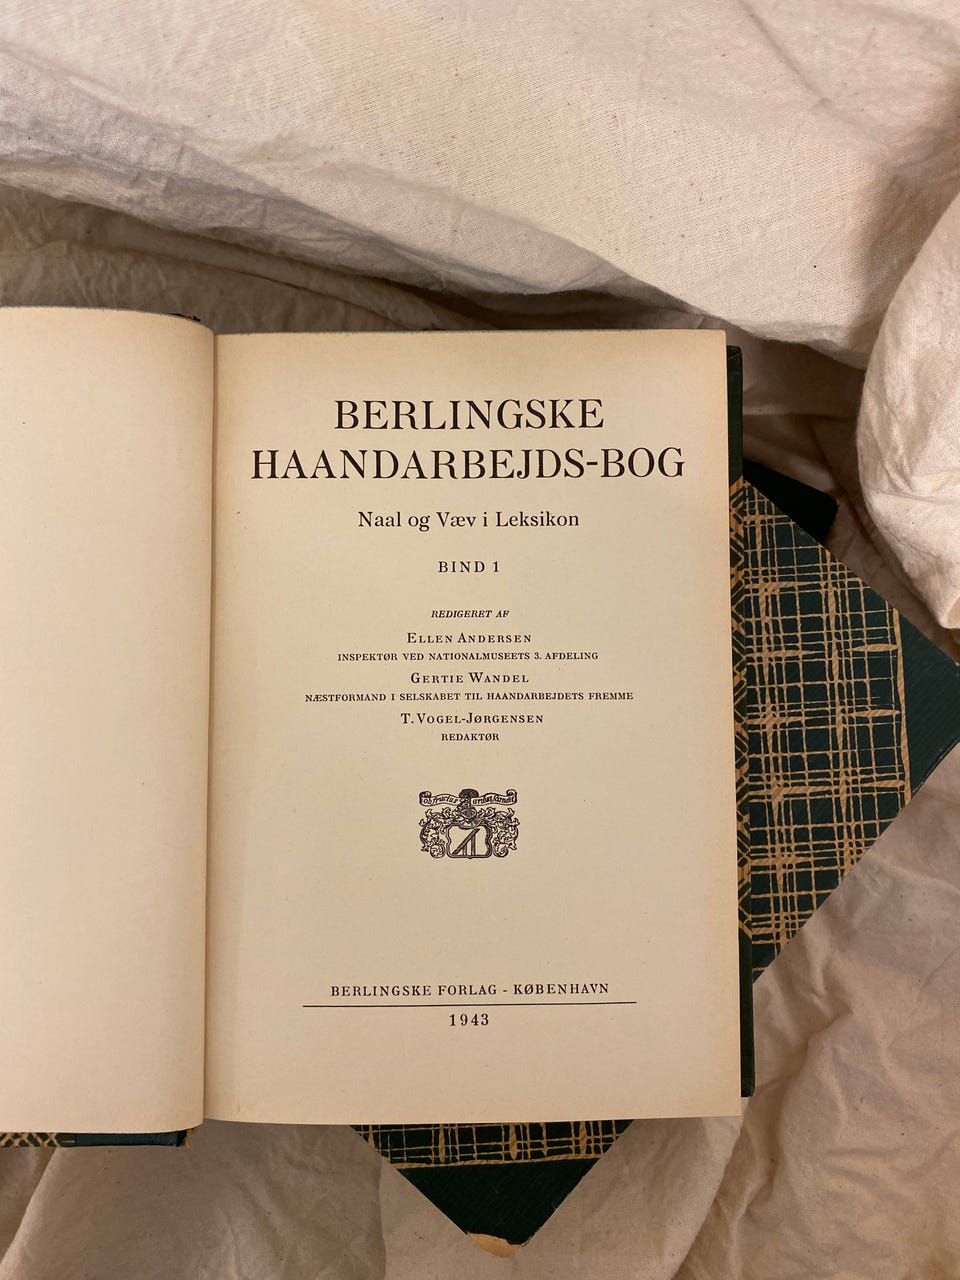 BERLINGSKE
HAANDARBEJDS-BOG
Naal og Væv i Leksikon
BIND 1
REDIGERET AF
ELLEN ANDERSEN
INSPEKTØR VED NATIONALMUSEETS 3. AFDELING
GERTIE WANDEL
NÆSTFORMAND I SELSKABET TIL HAANDARBEJDETS FREMME
T. VOGEL-JØRGENSEN
REDAKTØR
BERLINGSKE FORLAG - KØBENHAVN
1943